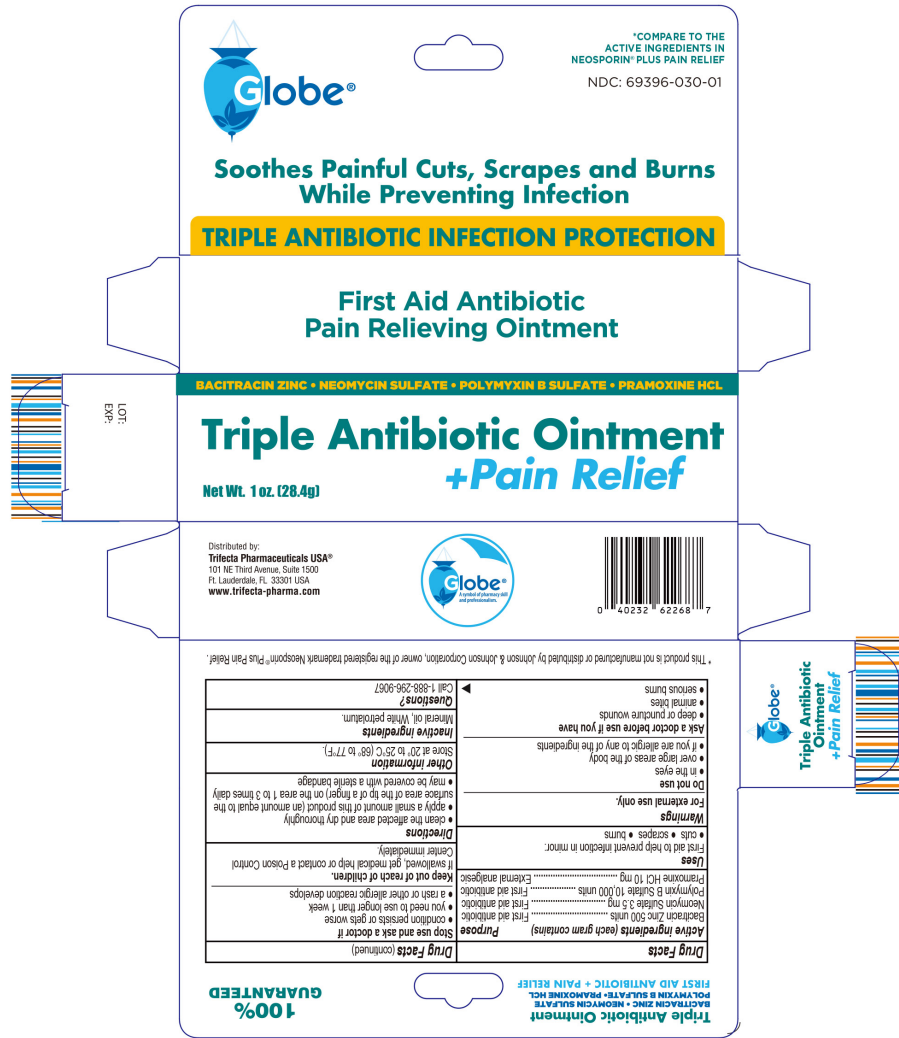 Globe®
*COMPARE TO THE
ACTIVE INGREDIENTS IN
NEOSPORIN® PLUS PAIN RELIEF
NDC: 69396-030-01
Soothes Painful Cuts, Scrapes and Burns
While Preventing Infection
TRIPLE ANTIBIOTIC INFECTION PROTECTION
First Aid Antibiotic
Pain Relieving Ointment
BACITRACIN ZINC • NEOMYCIN SULFATE • POLYMYXIN B SULFATE • PRAMOXINE HCL
Triple Antibiotic Ointment
+Pain Relief
Net Wt. 1 oz. (28.4g)
LOT:
EXP:
Distributed by:
Trifecta Pharmaceuticals USA®
101 NE Third Avenue, Suite 1500
Ft. Lauderdale, FL 33301 USA
www.trifecta-pharma.com
Globe®
A symbol of pharmacy skill
and professionalism.
0 40232 62268 7
Globe®
Triple Antibiotic
Ointment
+Pain Relief
Triple Antibiotic Ointment
BACITRACIN ZINC • NEOMYCIN SULFATE
POLYMYXIN B SULFATE • PRAMOXINE HCL
FIRST AID ANTIBIOTIC + PAIN RELIEF
100%
GUARANTEED
Drug Facts
Active ingredients (each gram contains) Purpose
Bacitracin Zinc 500 units ............................ First aid antibiotic
Neomycin Sulfate 3.5 mg ............................ First aid antibiotic
Polymyxin B Sulfate 10,000 units .................. First aid antibiotic
Pramoxine HCl 10 mg ................................ External analgesic
Uses
First aid to help prevent infection in minor:
• cuts • scrapes • burns
Warnings
For external use only.
Do not use
• in the eyes
• over large areas of the body
• if you are allergic to any of the ingredients
Ask a doctor before use if you have
• deep or puncture wounds
• animal bites
• serious burns
Drug Facts (continued)
Stop use and ask a doctor if
• condition persists or gets worse
• you need to use longer than 1 week
• a rash or other allergic reaction develops
Keep out of reach of children.
If swallowed, get medical help or contact a Poison Control
Center immediately.
Directions
• clean the affected area and dry thoroughly
• apply a small amount of this product (an amount equal to the
surface area of the tip of a finger) on the area 1 to 3 times daily
• may be covered with a sterile bandage
Other information
Store at 20° to 25°C (68° to 77°F).
Inactive ingredients
Mineral oil, White petrolatum.
Questions?
Call 1-888-296-9067
* This product is not manufactured or distributed by Johnson & Johnson Corporation, owner of the registered trademark Neosporin® Plus Pain Relief.